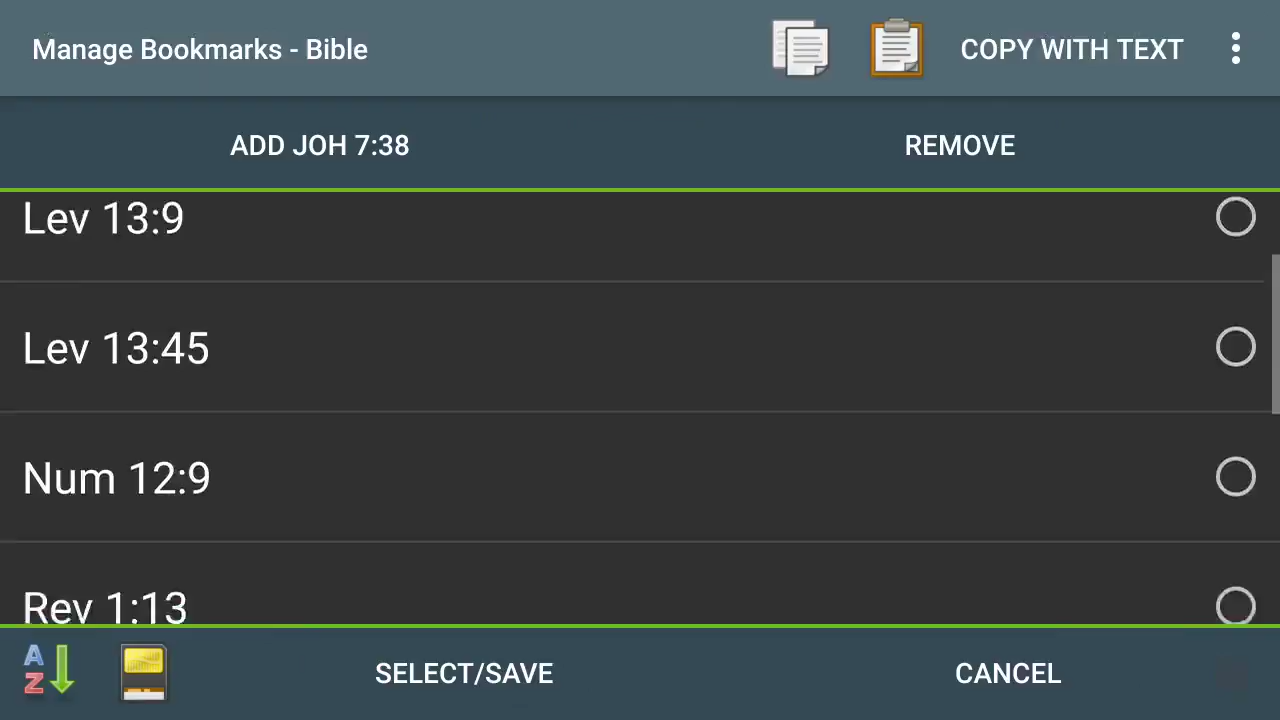 Manage Bookmarks - Bible
COPY WITH TEXT
ADD JOH 7:38
REMOVE
Lev 13:9
Lev 13:45
Num 12:9
Rev 1:13
A
Z
SELECT/SAVE
CANCEL